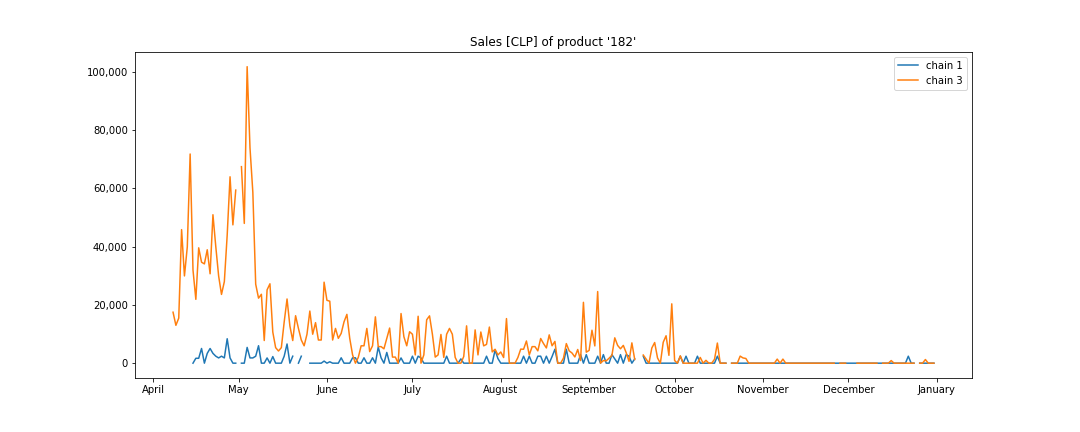 Sales [CLP] of product '182'
chain 1
chain 3
100,000
80,000
60,000
40,000
20,000
0
April May June July August September October November December January